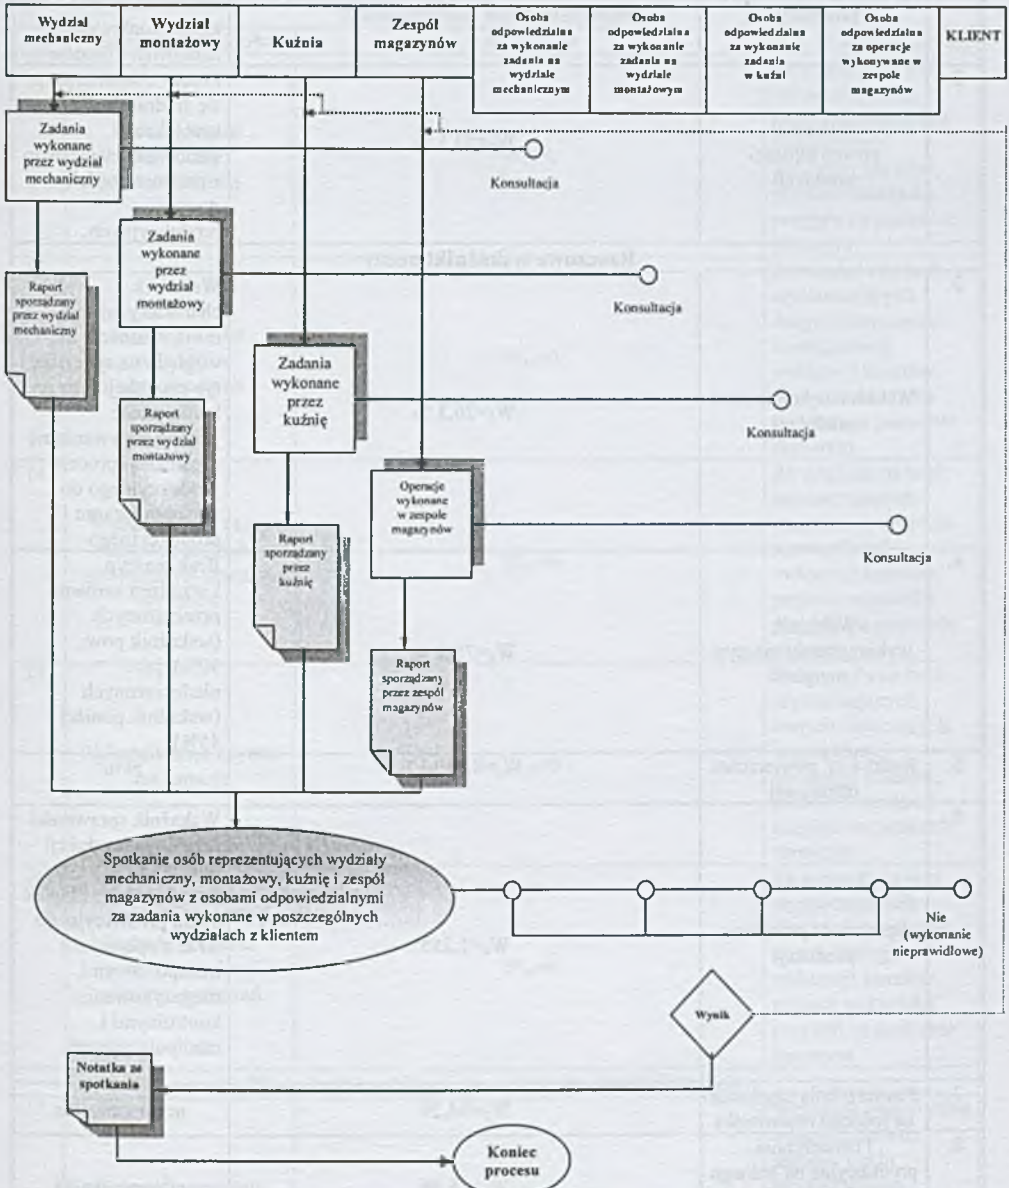 Wydział
mechaniczny
Wydział
montażowy
Kuźnia
Zespół
magazynów
Osoba
odpowiedzialna
za wykonanie
zadania na
wydziale
mechanicznym
Osoba
odpowiedzialna
za wykonanie
zadania na
wydziale
montażowym
Osoba
odpowiedzialna
za wykonanie
zadania
w kuźni
Osoba
odpowiedzialna
za operacje
wykonywane w
zespole
magazynów
KLIENT
Zadania
wykonane
przez wydział
mechaniczny
Konsultacja
Zadania
wykonane
przez
wydział
montażowy
Konsultacja
Raport
sporządzany
przez wydział
mechaniczny
Zadania
wykonane
przez
kuźnię
Konsultacja
Raport
sporządzany
przez wydział
montażowy
Operacje
wykonane
w zespole
magazynów
Konsultacja
Raport
sporządzany
przez
kuźnię
Raport
sporządzany
przez zespół
magazynów
Spotkanie osób reprezentujących wydziały
mechaniczny, montażowy, kuźnię i zespół
magazynów z osobami odpowiedzialnymi
za zadania wykonane w poszczególnych
wydziałach z klientem
Nie
(wykonanie
nieprawidłowe)
Wynik
Notatka ze
spotkania
Koniec
procesu